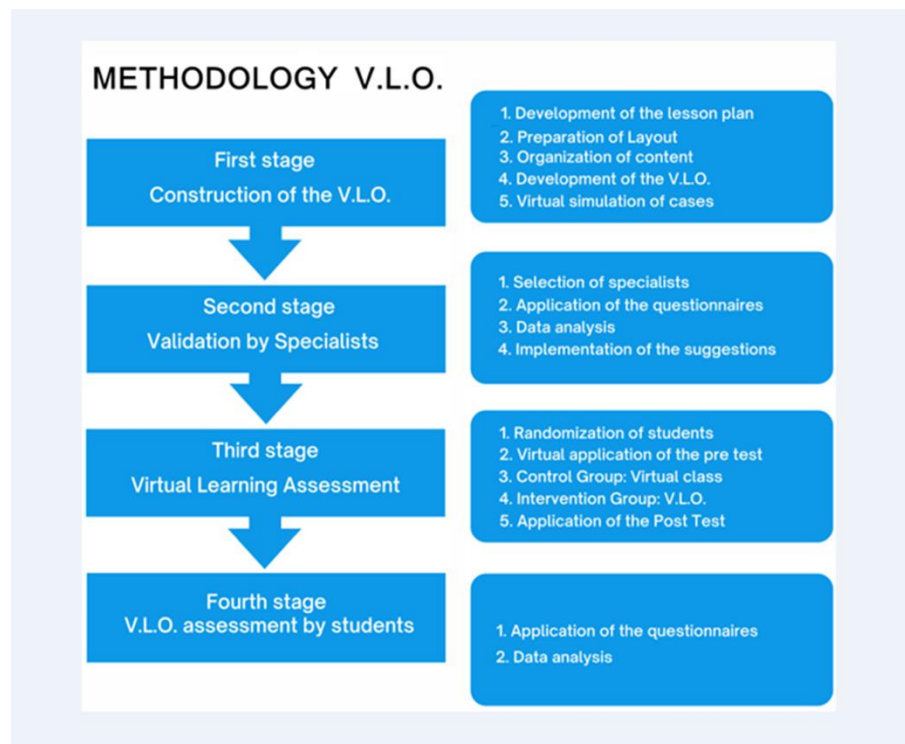 METHODOLOGY V.L.O.
First stage
Construction of the V.L.O.
1. Development of the lesson plan
2. Preparation of Layout
3. Organization of content
4. Development of the V.L.O.
5. Virtual simulation of cases
Second stage
Validation by Specialists
1. Selection of specialists
2. Application of the questionnaires
3. Data analysis
4. Implementation of the suggestions
Third stage
Virtual Learning Assessment
1. Randomization of students
2. Virtual application of the pre test
3. Control Group: Virtual class
4. Intervention Group: V.L.O.
5. Application of the Post Test
Fourth stage
V.L.O. assessment by students
1. Application of the questionnaires
2. Data analysis